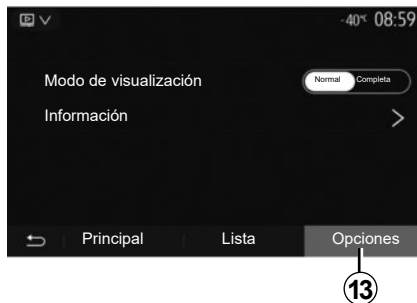 -40°C 08:59
Modo de visualización
Normal Completa
Información
Principal Lista Opciones
13